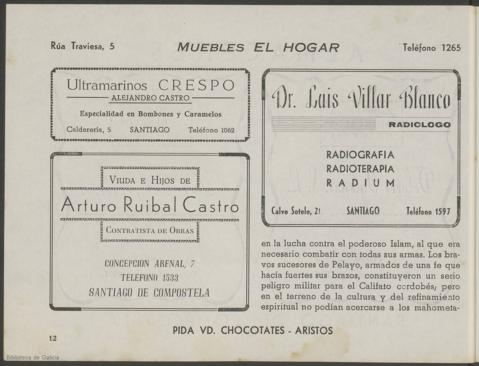 Rúa Traviesa, 5 MUEBLES EL HOGAR Teléfono 1265
Ultramarinos CRESPO
ALEJANDRO CASTRO
Especialidad en Bombones y Caramelos
Calderería, 5 SANTIAGO Teléfono 1062
VIUDA E HIJOS DE
Arturo Ruibal Castro
CONTRATISTA DE OBRAS
CONCEPCION ARENAL, 7
TELEFONO 1533
SANTIAGO DE COMPOSTELA
Dr. Luis Villar Blanco
RADIOLOGO
RADIOGRAFIA
RADIOTERAPIA
RADIUM
Calvo Sotelo, 21 SANTIAGO Teléfono 1597
en la lucha contra el poderoso Islam, al que era
necesario combatir con todas sus armas. Los bra-
vos sucesores de Pelayo, armados de una fe que
hacía fuertes sus brazos, constituyeron un serio
peligro militar para el Califato cordobés; pero
en el terreno de la cultura y del refinamiento
espiritual no podían acercarse a los mahometa-
PIDA VD. CHOCOTATES - ARISTOS
12
Biblioteca de Galicia